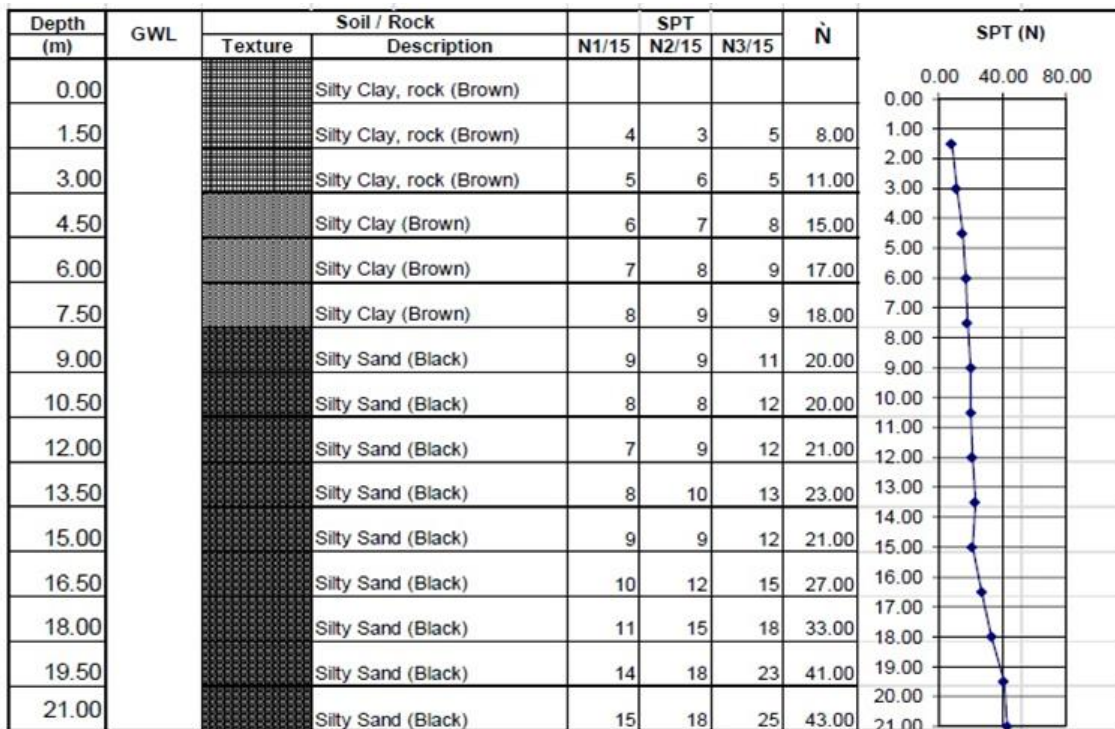 Depth (m) GWL Soil / Rock SPT Ǹ SPT (N)
Texture Description N1/15 N2/15 N3/15
0.00 Silty Clay, rock (Brown)
1.50 Silty Clay, rock (Brown) 4 3 5 8.00
3.00 Silty Clay, rock (Brown) 5 6 5 11.00
4.50 Silty Clay (Brown) 6 7 8 15.00
6.00 Silty Clay (Brown) 7 8 9 17.00
7.50 Silty Clay (Brown) 8 9 9 18.00
9.00 Silty Sand (Black) 9 9 11 20.00
10.50 Silty Sand (Black) 8 8 12 20.00
12.00 Silty Sand (Black) 7 9 12 21.00
13.50 Silty Sand (Black) 8 10 13 23.00
15.00 Silty Sand (Black) 9 9 12 21.00
16.50 Silty Sand (Black) 10 12 15 27.00
18.00 Silty Sand (Black) 11 15 18 33.00
19.50 Silty Sand (Black) 14 18 23 41.00
21.00 Silty Sand (Black) 15 18 25 43.00
0.00 40.00 80.00
0.00
1.00
2.00
3.00
4.00
5.00
6.00
7.00
8.00
9.00
10.00
11.00
12.00
13.00
14.00
15.00
16.00
17.00
18.00
19.00
20.00
21.00